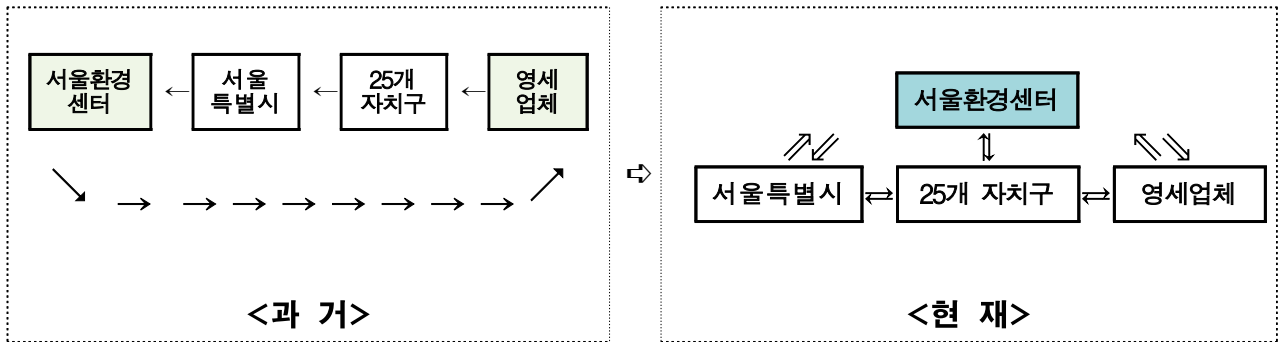 서울환경
센터
←
서울
특별시
←
25개
자치구
←
영세
업체
→ → → → → → → →
<과 거>
➪
서울환경센터
서울특별시
⇄
25개 자치구
⇄
영세업체
<현 재>